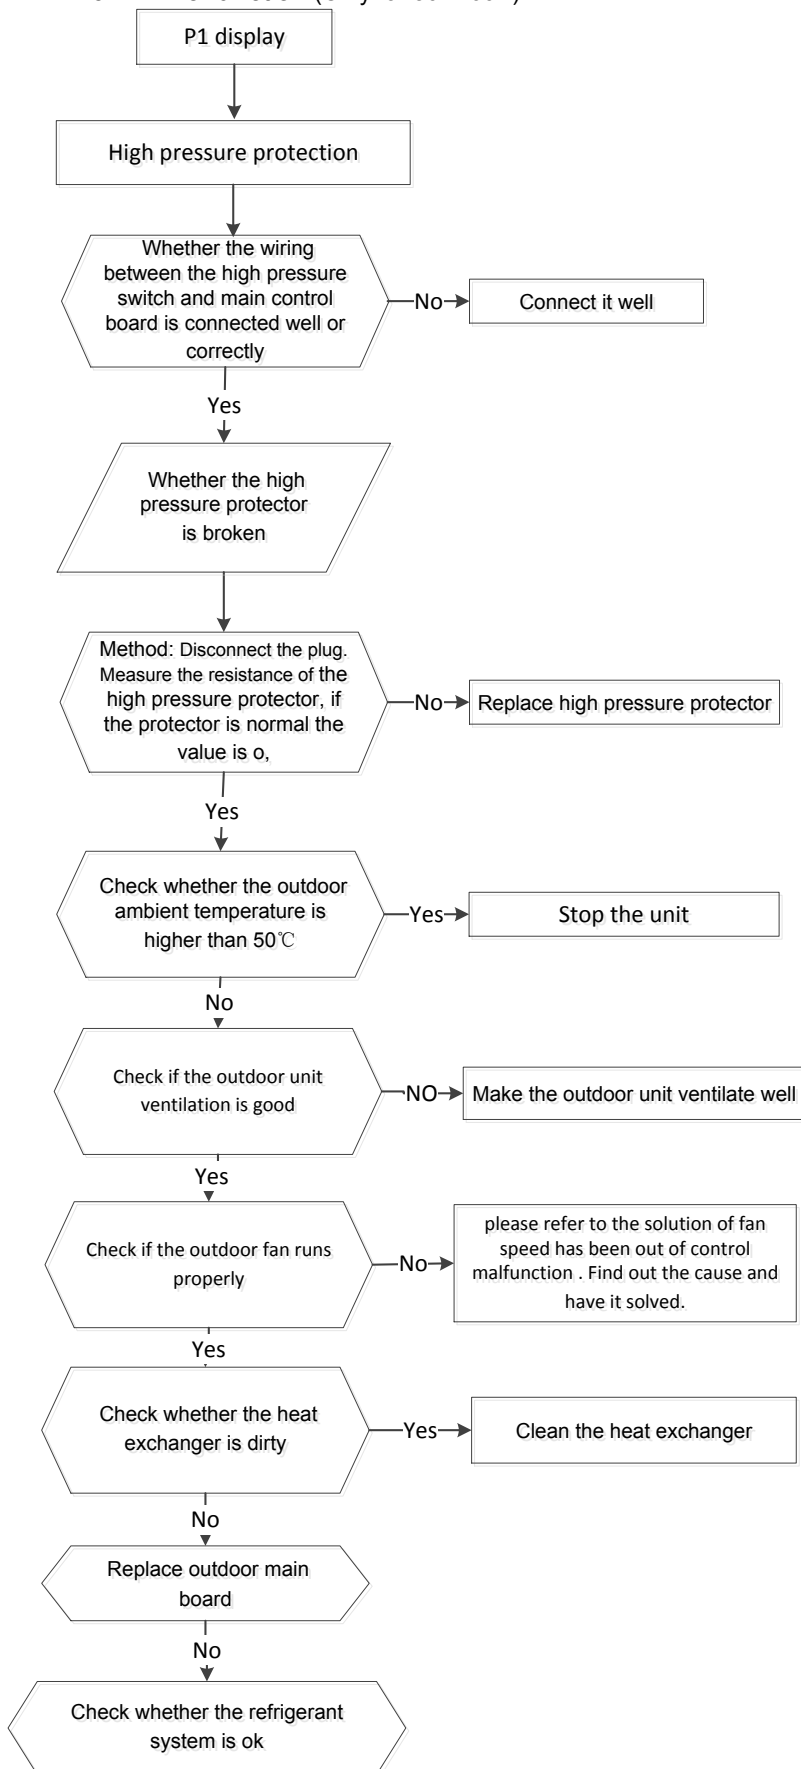 P1 display
High pressure protection
Whether the wiring
between the high pressure
switch and main control
board is connected well or
correctly
No
Connect it well
Yes
Whether the high
pressure protector
is broken
Method: Disconnect the plug.
Measure the resistance of the
high pressure protector, if
the protector is normal the
value is o,
No
Replace high pressure protector
Yes
Check whether the outdoor
ambient temperature is
higher than 50℃
Yes
Stop the unit
No
Check if the outdoor unit
ventilation is good
NO
Make the outdoor unit ventilate well
Yes
Check if the outdoor fan runs
properly
No
please refer to the solution of fan
speed has been out of control
malfunction . Find out the cause and
have it solved.
Yes
Check whether the heat
exchanger is dirty
Yes
Clean the heat exchanger
No
Replace outdoor main
board
No
Check whether the refrigerant
system is ok